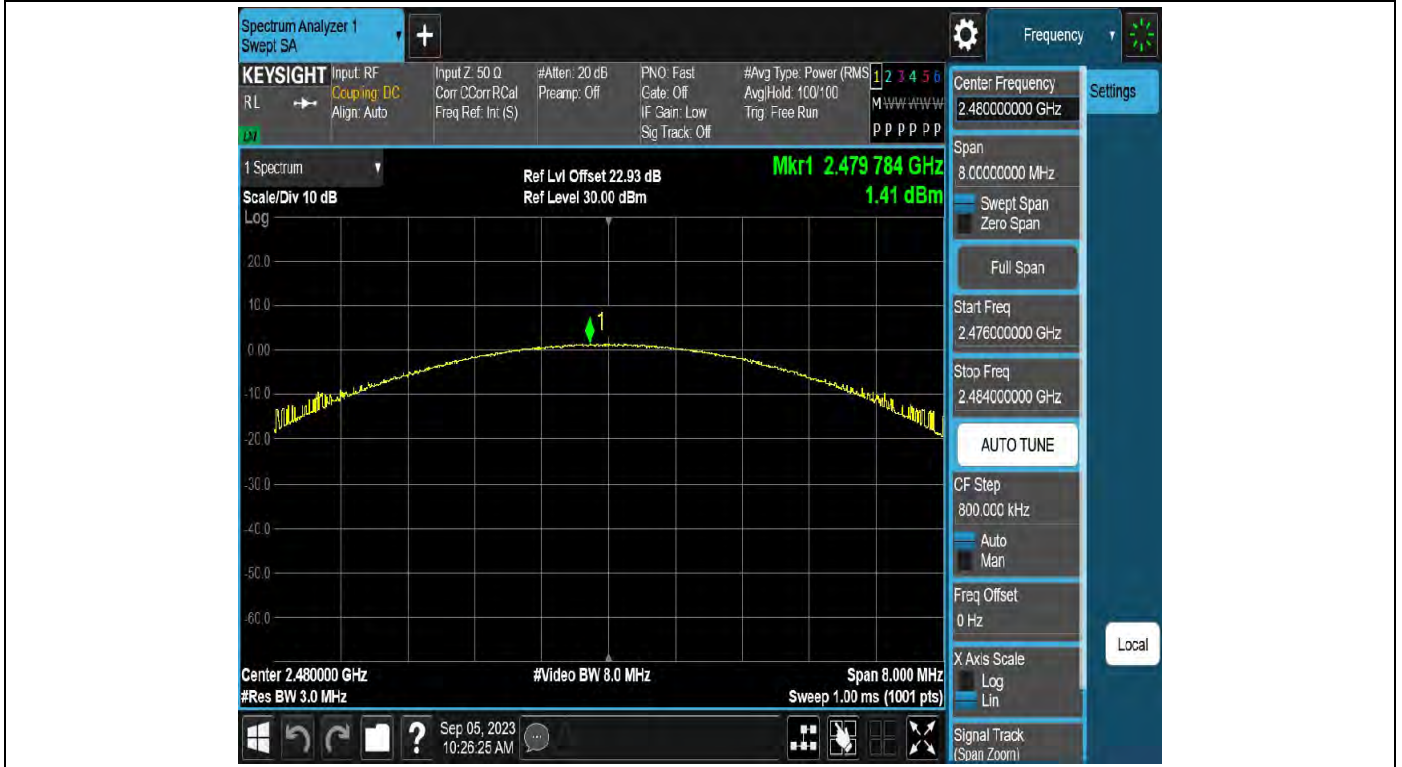 Spectrum Analyzer 1
Swept SA
+
Frequency
KEYSIGHT
RL
Input: RF
Coupling: DC
Align: Auto
Input Z: 50 Ω
Corr CCorr RCal
Freq Ref: Int (S)
#Atten: 20 dB
Preamp: Off
PNO: Fast
Gate: Off
IF Gain: Low
Sig Track: Off
#Avg Type: Power (RMS
Avg|Hold: 100/100
Trig: Free Run
1 2 3 4 5 6
M W W W W W
P P P P P P
Center Frequency
2.480000000 GHz
Settings
Span
8.00000000 MHz
Swept Span
Zero Span
Full Span
Start Freq
2.476000000 GHz
Stop Freq
2.484000000 GHz
AUTO TUNE
CF Step
800.000 kHz
Auto
Man
Freq Offset
0 Hz
X Axis Scale
Log
Lin
Signal Track
(Span Zoom)
Local
1 Spectrum
Scale/Div 10 dB
Ref Lvl Offset 22.93 dB
Ref Level 30.00 dBm
Mkr1 2.479 784 GHz
1.41 dBm
Log
20.0
10.0
0.00
-10.0
-20.0
-30.0
-40.0
-50.0
-60.0
1
Center 2.480000 GHz
#Res BW 3.0 MHz
#Video BW 8.0 MHz
Span 8.000 MHz
Sweep 1.00 ms (1001 pts)
?
Sep 05, 2023
10:26:25 AM